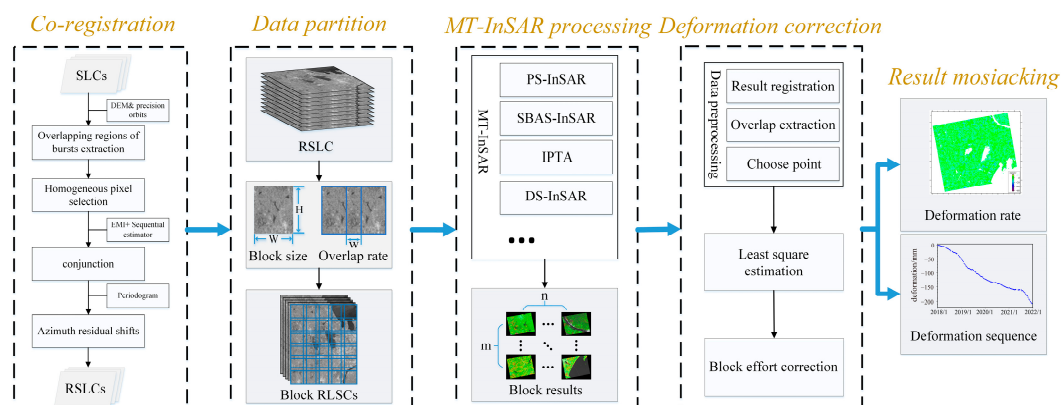 Co-registration
SLCs
DEM& precision
orbits
Overlapping regions of
bursts extraction
Homogeneous pixel
selection
EMI+ Sequential
estimator
conjunction
Periodogram
Azimuth residual shifts
RSLCs
Data partition
RSLC
H
W
Block size
w
Overlap rate
Block RLSCs
MT-InSAR processing
MT-InSAR
PS-InSAR
SBAS-InSAR
IPTA
DS-InSAR
n
m
Block results
Deformation correction
Data preprocessing
Result registration
Overlap extraction
Choose point
Least square
estimation
Block effort correction
Result mosiacking
Deformation rate
deformation/mm
0
−50
−100
−150
−200
2018/1 2019/1 2020/1 2021/1 2022/1
Deformation sequence